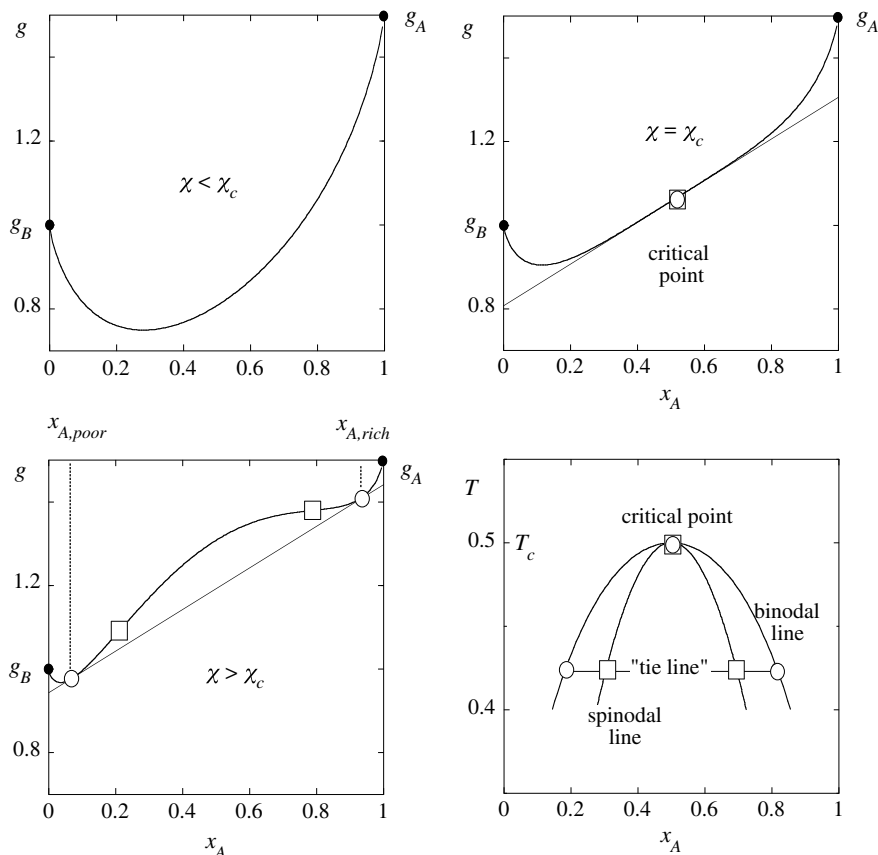 g
g_A
1.2
χ < χ_c
g_B
0.8
0 0.2 0.4 0.6 0.8 1
g
g_A
1.2
χ = χ_c
g_B
critical
point
0.8
0 0.2 0.4 0.6 0.8 1
x_A
x_{A,poor} x_{A,rich}
g
g_A
1.2
g_B
χ > χ_c
0.8
0 0.2 0.4 0.6 0.8 1
x_A
T
critical point
0.5 T_c
binodal
line
"tie line"
0.4
spinodal
line
0 0.2 0.4 0.6 0.8 1
x_A